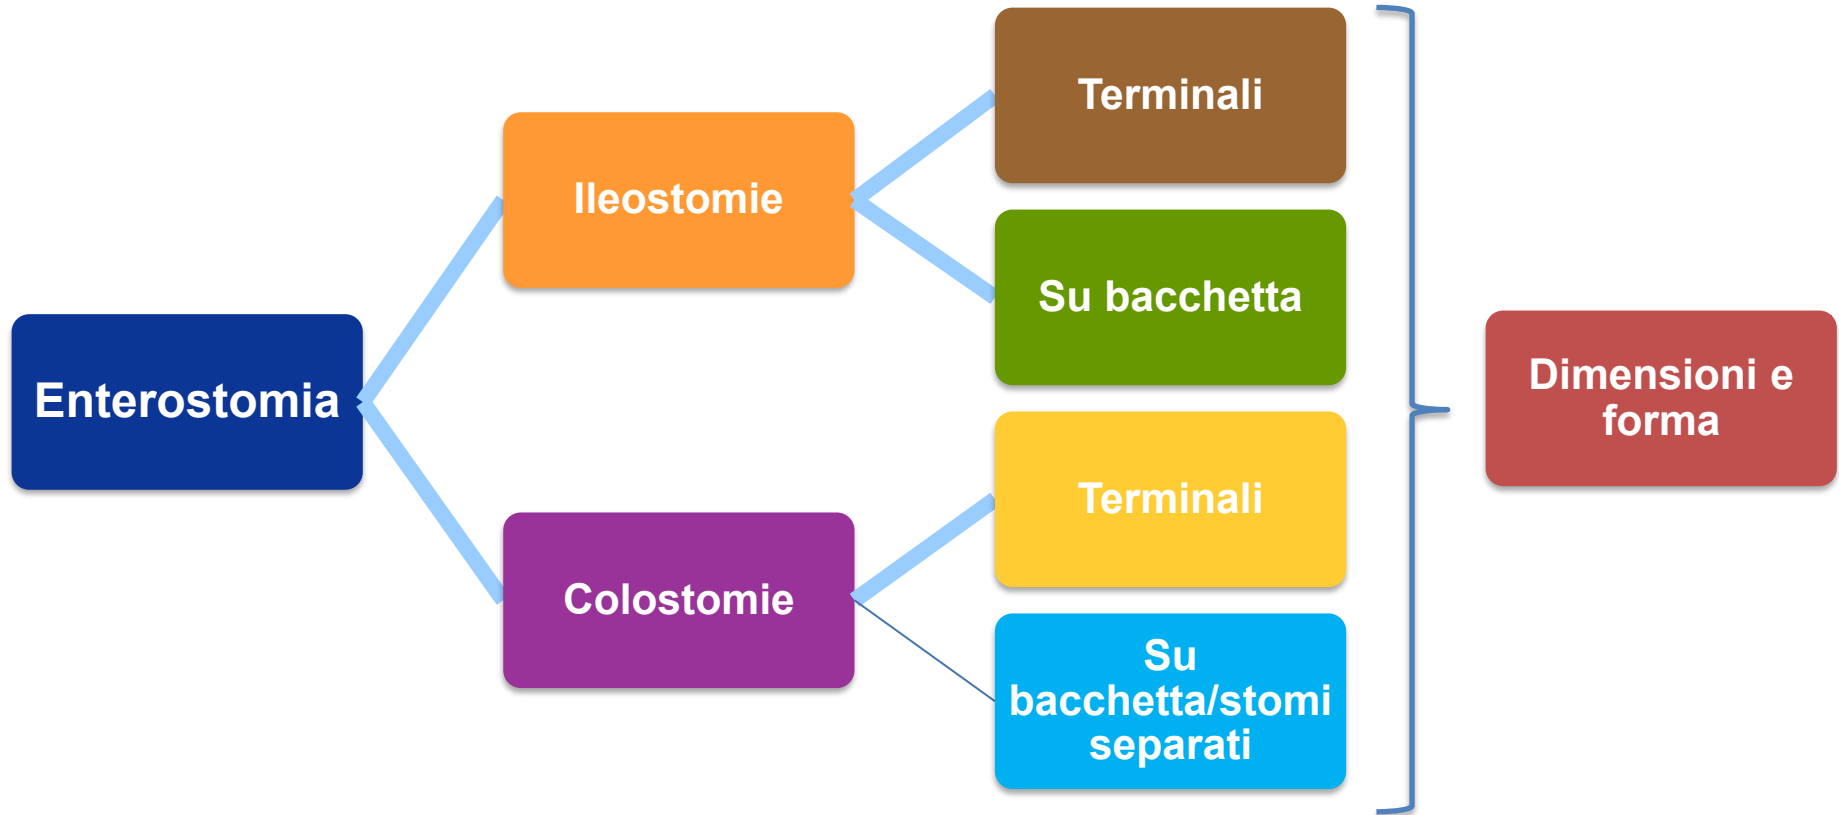 Enterostomia
Ileostomie
Colostomie
Terminali
Su bacchetta
Terminali
Su
bacchetta/stomi
separati
Dimensioni e
forma